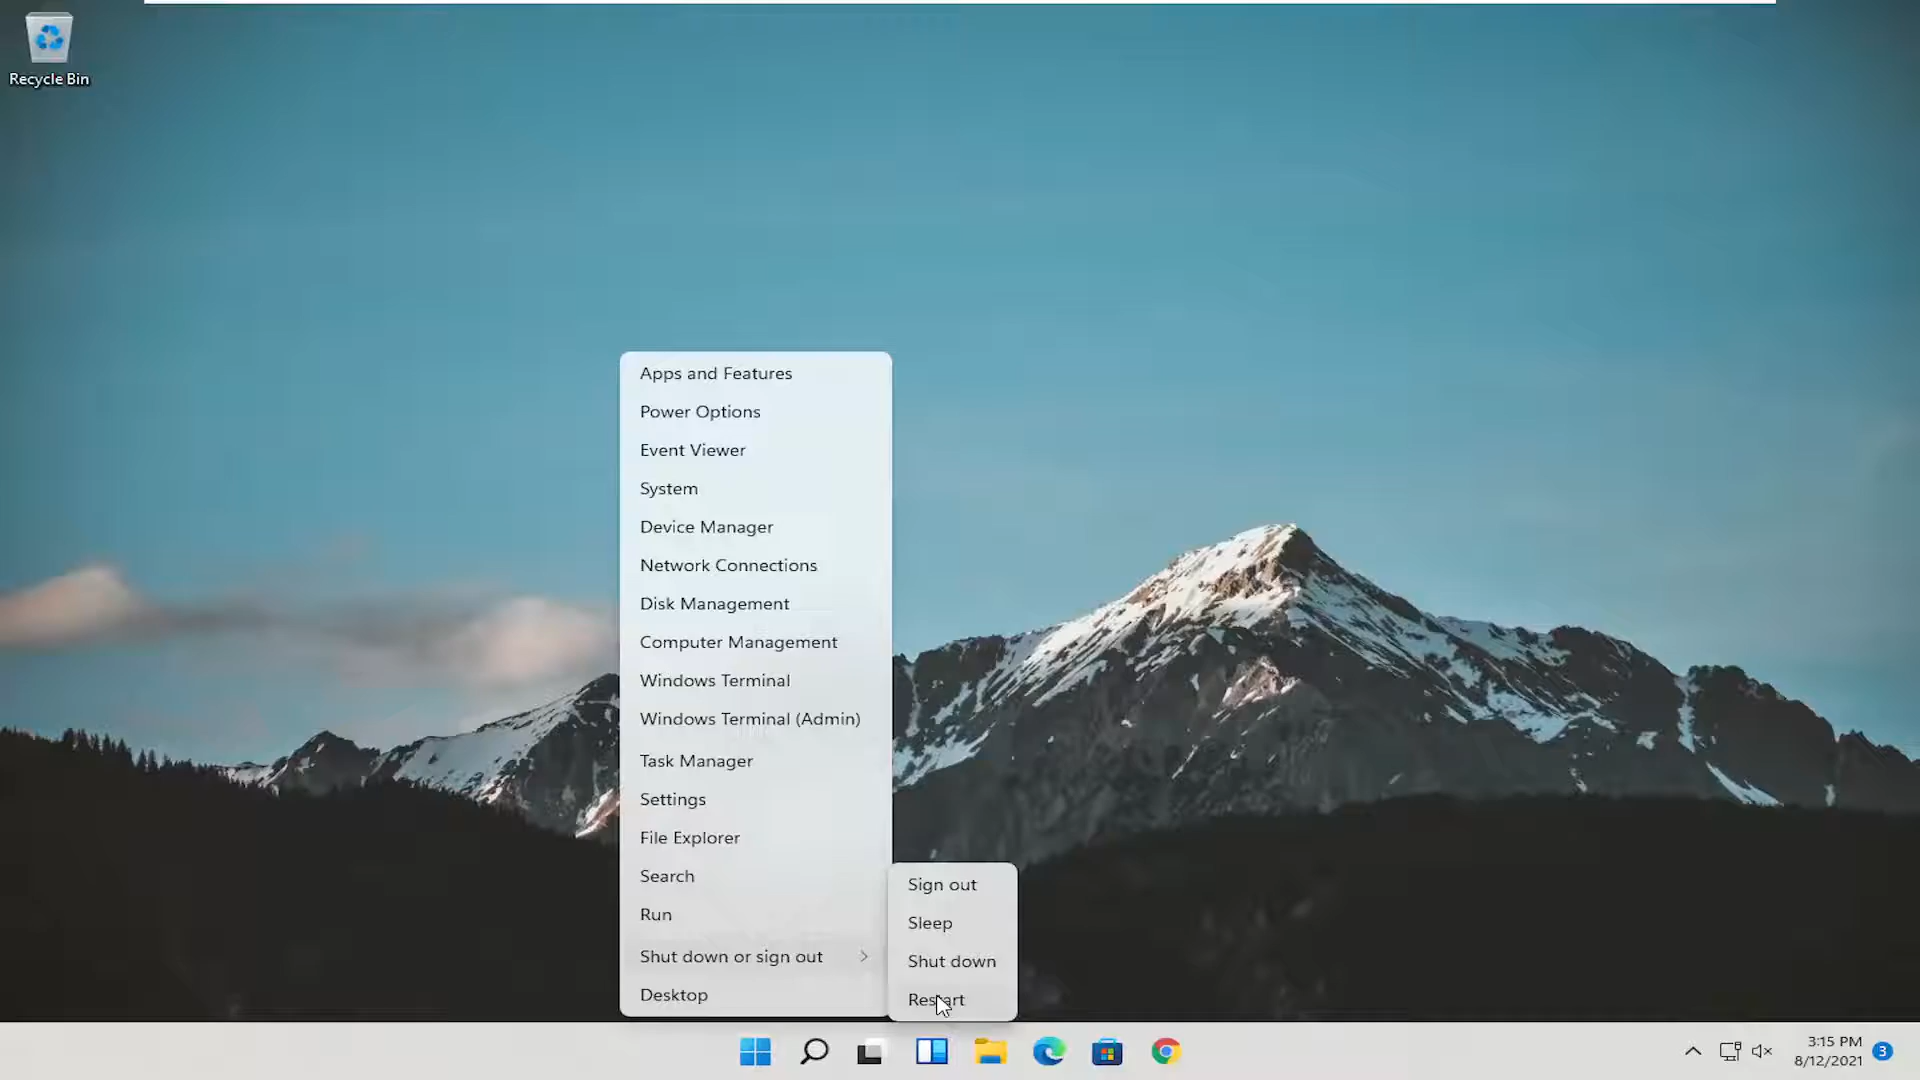 Recycle Bin
Apps and Features
Power Options
Event Viewer
System
Device Manager
Network Connections
Disk Management
Computer Management
Windows Terminal
Windows Terminal (Admin)
Task Manager
Settings
File Explorer
Search
Run
Shut down or sign out
Desktop
Sign out
Sleep
Shut down
Restart
3:15 PM
8/12/2021
3